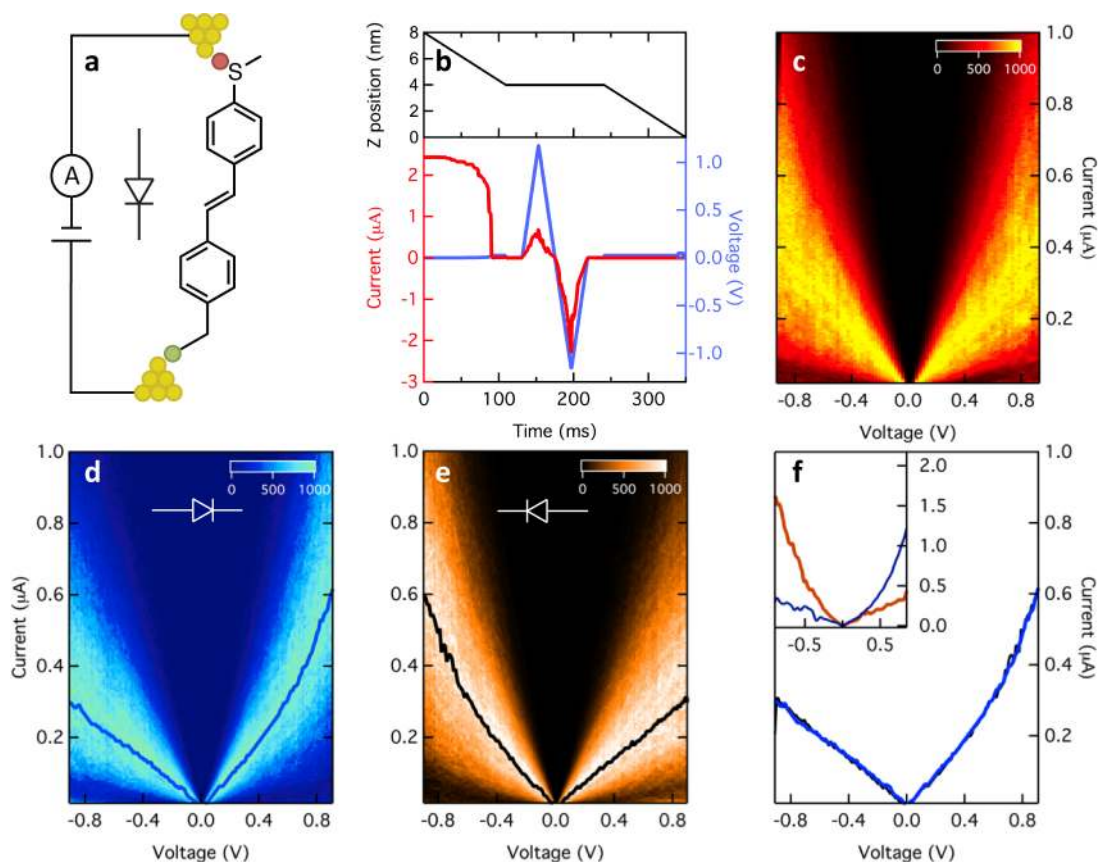 a
S
A
b
Z position (nm)
8
6
4
2
0
Current (μA)
2
1
0
-1
-2
-3
1.0
0.5
0.0
-0.5
-1.0
Voltage (V)
0 100 200 300
Time (ms)
c
0 500 1000
1.0
0.8
0.6
0.4
0.2
Current (μA)
-0.8 -0.4 0.0 0.4 0.8
Voltage (V)
d
0 500 1000
Current (μA)
1.0
0.8
0.6
0.4
0.2
-0.8 -0.4 0.0 0.4 0.8
Voltage (V)
e
0 500 1000
1.0
0.8
0.6
0.4
0.2
-0.8 -0.4 0.0 0.4 0.8
Voltage (V)
f
2.0
1.5
1.0
0.5
0.0
-0.5 0.5
1.0
0.8
0.6
0.4
0.2
Current (μA)
-0.8 -0.4 0.0 0.4 0.8
Voltage (V)